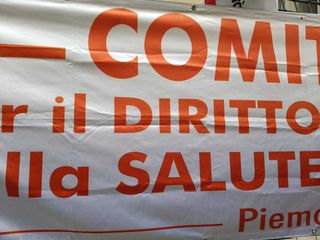 COMIT
r il DIRITTO
lla SALUTE
Piemo